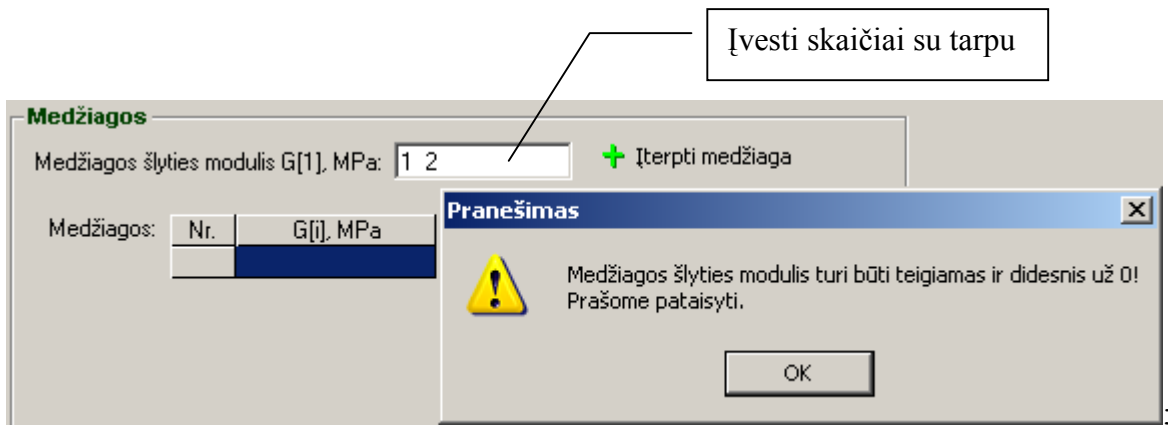 Įvesti skaičiai su tarpu
Medžiagos
Medžiagos šlyties modulis G[1], MPa: 1 2
Įterpti medžiaga
Medžiagos: Nr. G[i], MPa
Pranešimas
Medžiagos šlyties modulis turi būti teigiamas ir didesnis už 0!
Prašome pataisyti.
OK